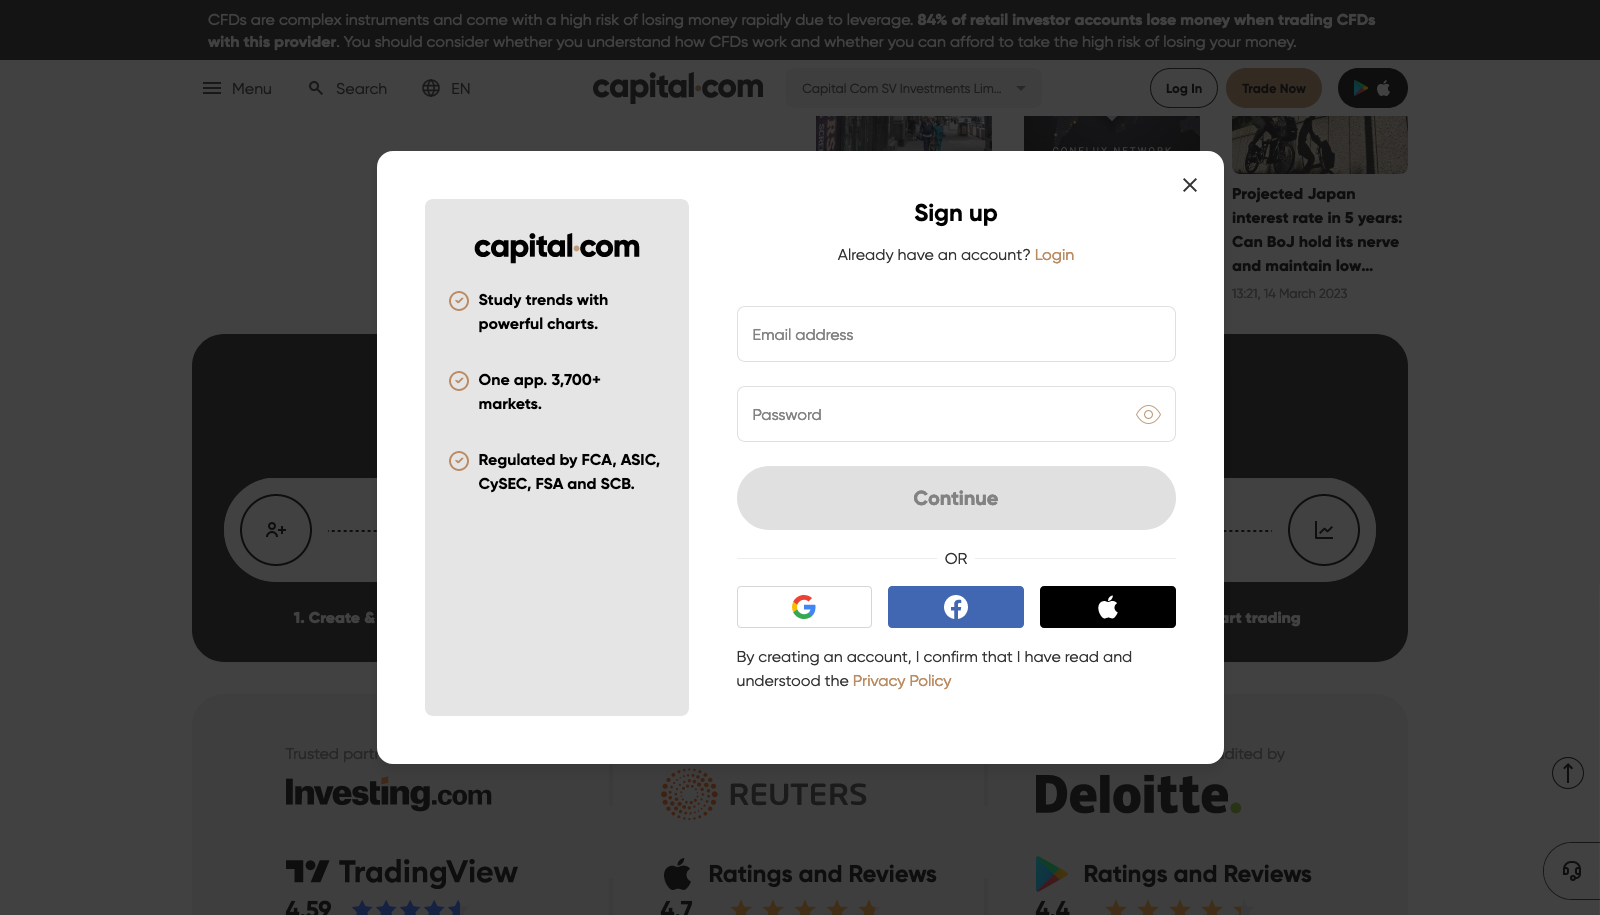 CFDs are complex instruments and come with a high risk of losing money rapidly due to leverage. 84% of retail investor accounts lose money when trading CFDs
with this provider. You should consider whether you understand how CFDs work and whether you can afford to take the high risk of losing your money.
Menu Search EN capital.com Capital Com SV Investments Lim... Log In Trade Now
CONFLUX NETWORK
Projected Japan
interest rate in 5 years:
Can BoJ hold its nerve
and maintain low...
13:21, 14 March 2023
Sign up
Already have an account? Login
capital.com
Study trends with
powerful charts.
One app. 3,700+
markets.
Regulated by FCA, ASIC,
CySEC, FSA and SCB.
Email address
Password
Continue
OR
By creating an account, I confirm that I have read and
understood the Privacy Policy
1. Create &
art trading
Trusted part
dited by
Investing.com REUTERS Deloitte.
TradingView Ratings and Reviews Ratings and Reviews
4.59 4.7 4.4